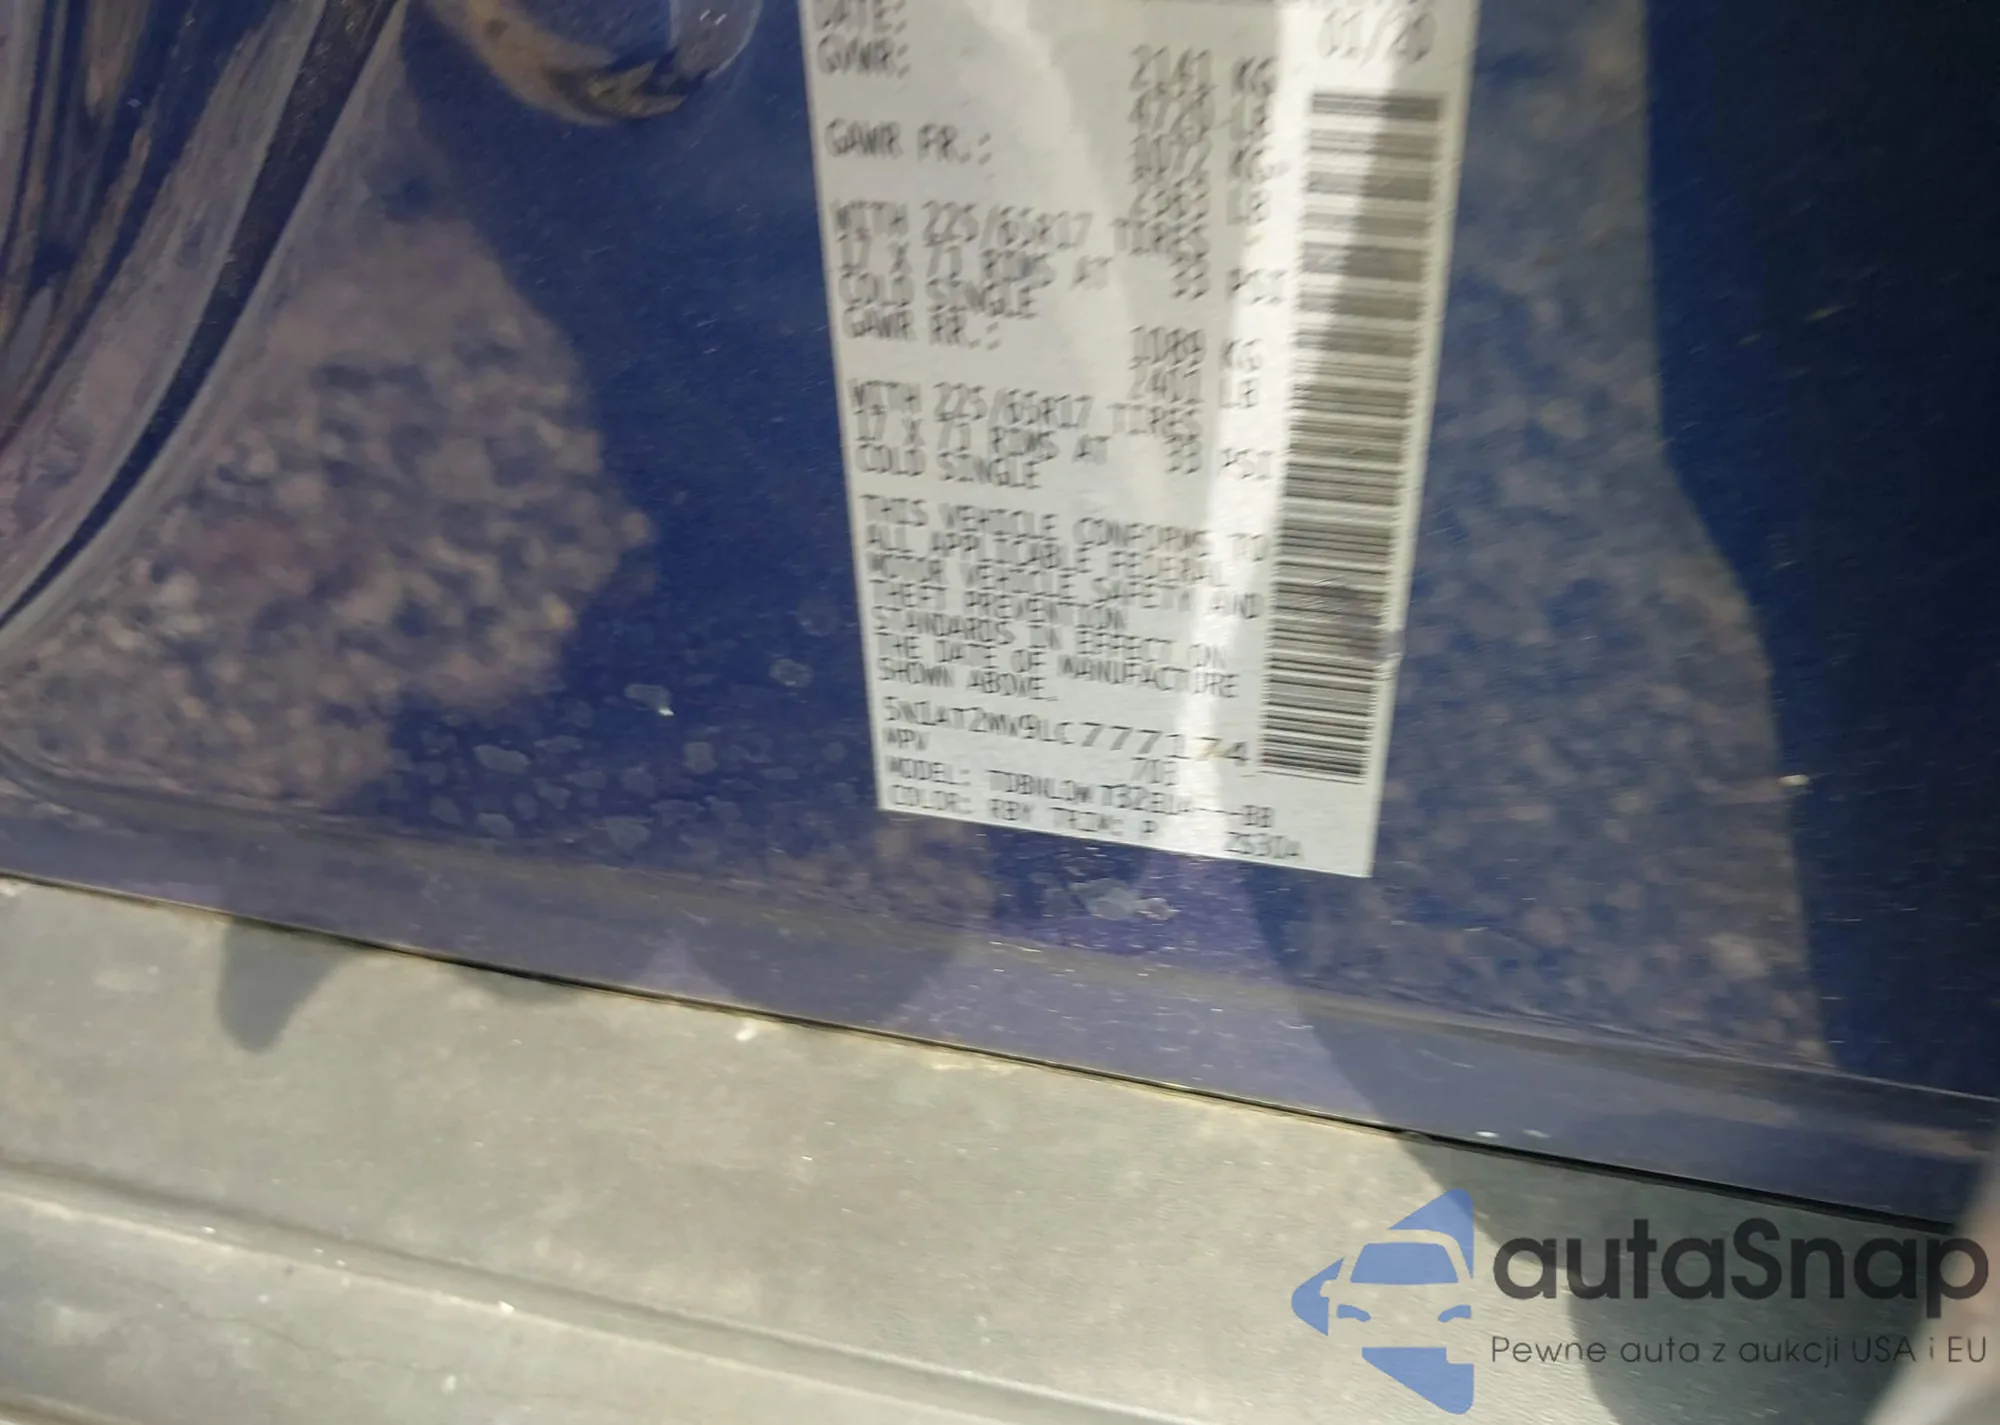 DATE: 01/20
GVWR: 2141 KG
4720 LB
GAWR FR.: 1072 KG
2363 LB
WITH 225/65R17 TIRES
17 X 7J RIMS AT 33 PSI
COLD SINGLE
GAWR RR.: 1089 KG
2401 LB
WITH 225/65R17 TIRES
17 X 7J RIMS AT 33 PSI
COLD SINGLE
THIS VEHICLE CONFORMS TO
ALL APPLICABLE FEDERAL
MOTOR VEHICLE SAFETY AND
THEFT PREVENTION
STANDARDS IN EFFECT ON
THE DATE OF MANUFACTURE
SHOWN ABOVE.
5N1AT2MV9LC777174
MPV
MODEL:
COLOR: RBY TRIM: P
autaSnap
Pewne auta z aukcji USA i EU